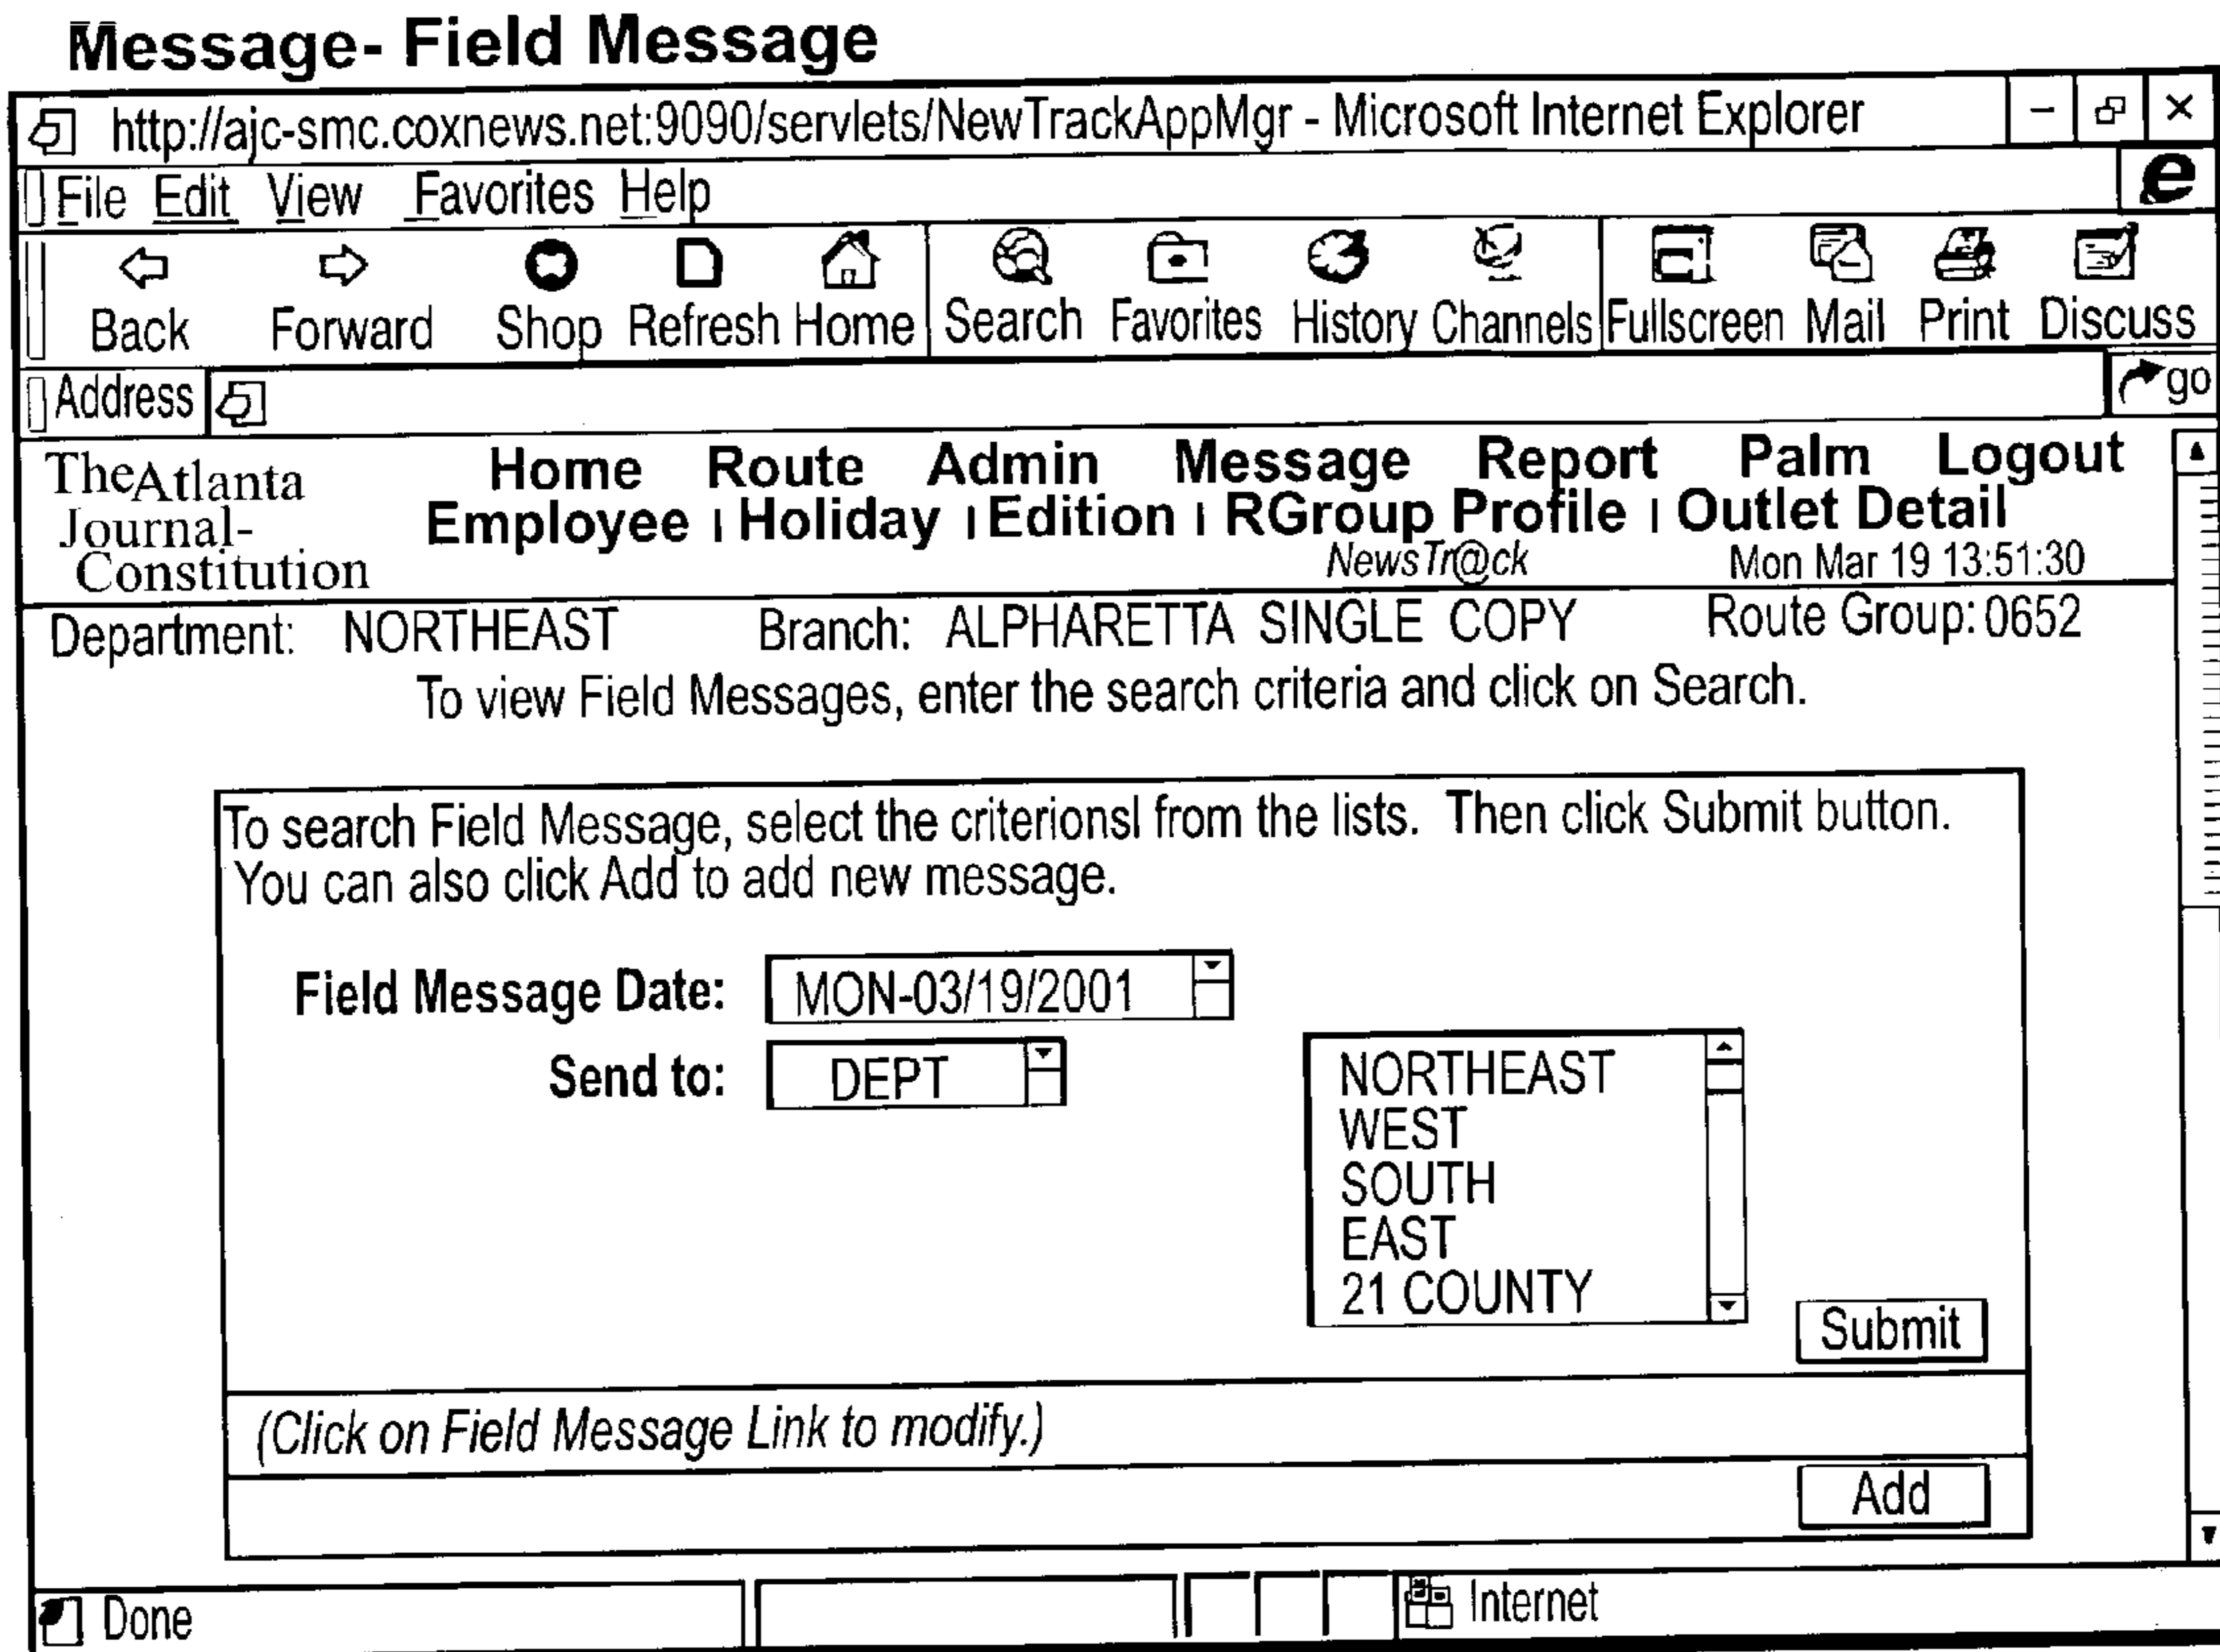 Message- Field Message
http://ajc-smc.coxnews.net:9090/servlets/NewTrackAppMgr - Microsoft Internet Explorer
File Edit View Favorites Help
Back Forward Shop Refresh Home Search Favorites History Channels Fullscreen Mail Print Discuss
Address go
The Atlanta
Journal-
Constitution
Home Route Admin Message Report Palm Logout
Employee | Holiday | Edition | RGroup Profile | Outlet Detail
NewsTr@ck Mon Mar 19 13:51:30
Department: NORTHEAST Branch: ALPHARETTA SINGLE COPY Route Group: 0652
To view Field Messages, enter the search criteria and click on Search.
To search Field Message, select the criterionsl from the lists. Then click Submit button.
You can also click Add to add new message.
Field Message Date: MON-03/19/2001
Send to: DEPT
NORTHEAST
WEST
SOUTH
EAST
21 COUNTY
Submit
(Click on Field Message Link to modify.)
Add
Done Internet